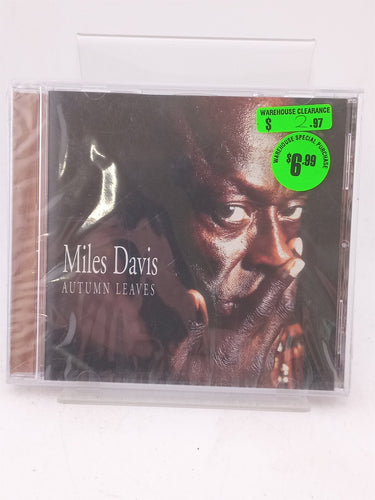 WAREHOUSE CLEARANCE
$ 2.97
WAREHOUSE SPECIAL PURCHASE
$6.99
Miles Davis
AUTUMN LEAVES